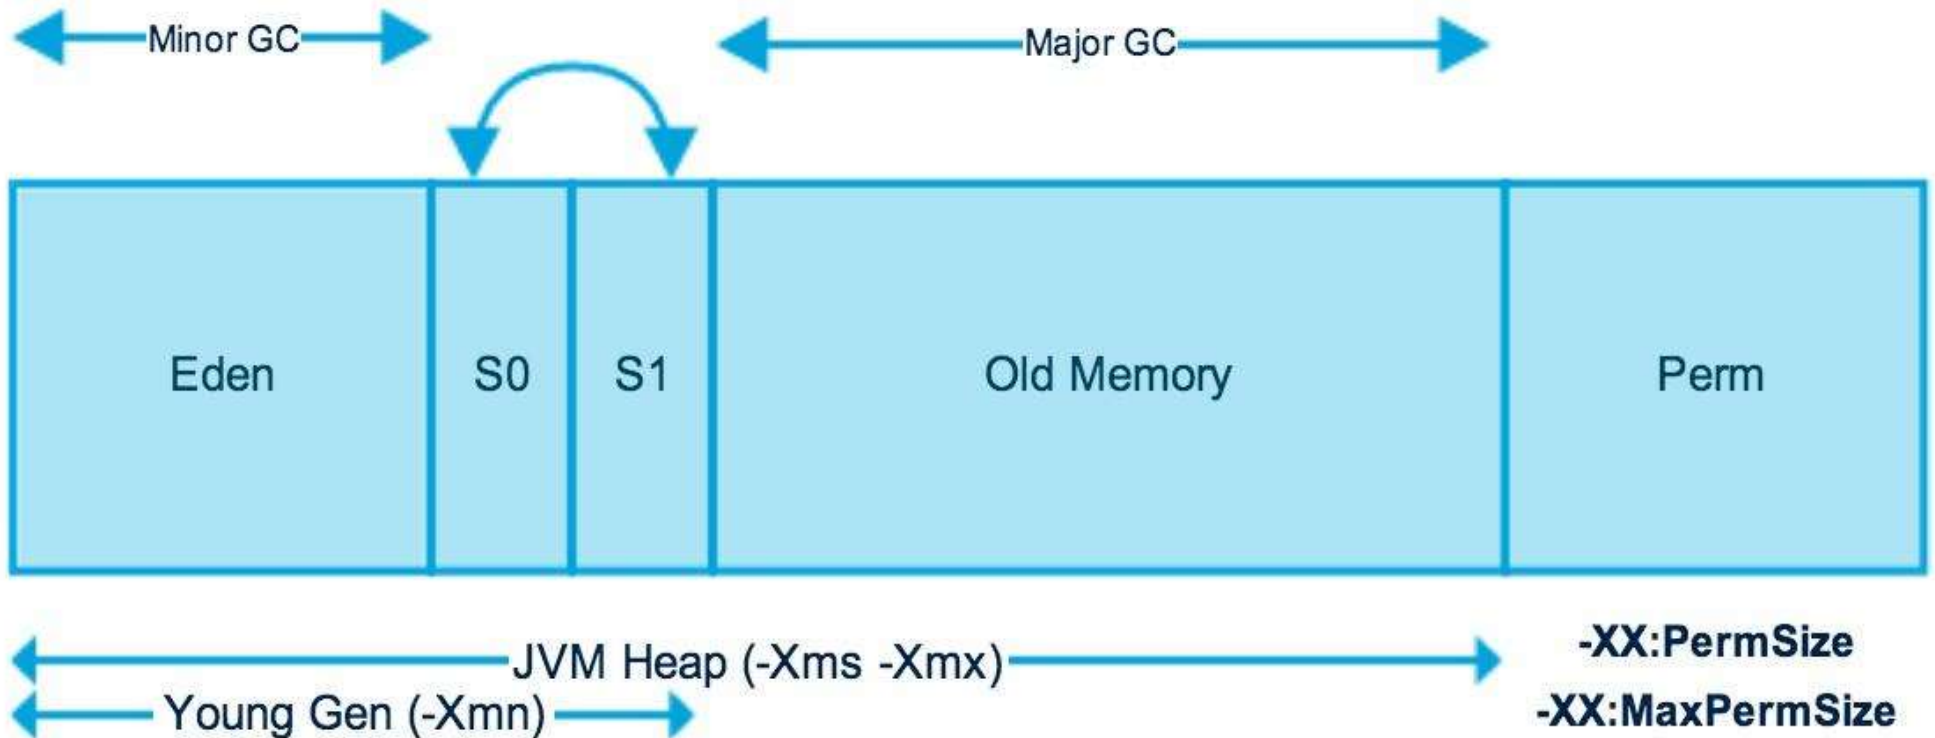 Minor GC
Major GC
Eden
S0
S1
Old Memory
Perm
JVM Heap (-Xms -Xmx)
-XX:PermSize
Young Gen (-Xmn)
-XX:MaxPermSize